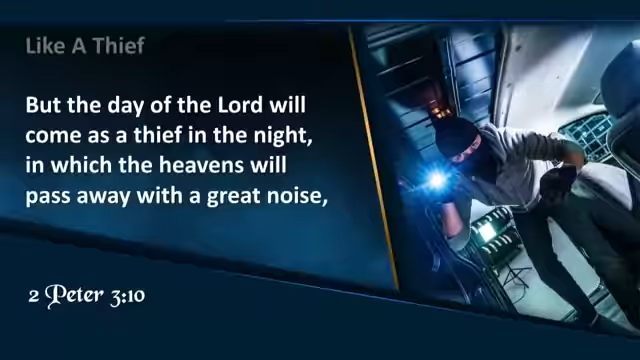 Like A Thief
But the day of the Lord will
come as a thief in the night,
in which the heavens will
pass away with a great noise,
2 Peter 3:10